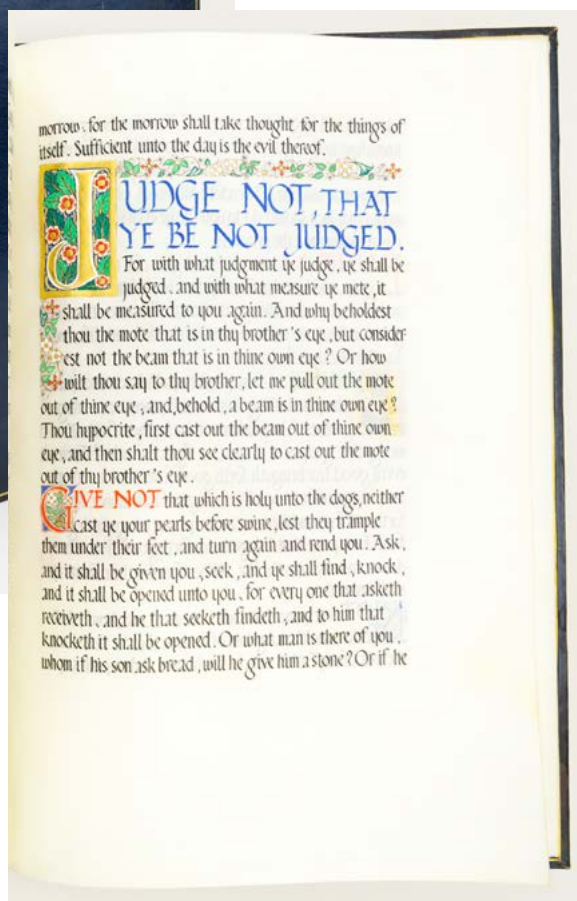 morrow, for the morrow shall take thought for the things of
itself. Sufficient unto the day is the evil thereof.
JUDGE NOT, THAT
YE BE NOT JUDGED.
For with what judgment ye judge, ye shall be
judged, and with what measure ye mete, it
shall be measured to you again. And why beholdest
thou the mote that is in thy brother's eye, but consider
est not the beam that is in thine own eye? Or how
wilt thou say to thy brother, let me pull out the mote
out of thine eye, and, behold, a beam is in thine own eye?
Thou hypocrite, first cast out the beam out of thine own
eye, and then shalt thou see clearly to cast out the mote
out of thy brother's eye.
GIVE NOT that which is holy unto the dogs, neither
cast ye your pearls before swine, lest they trample
them under their feet, and turn again and rend you. Ask,
and it shall be given you, seek, and ye shall find, knock,
and it shall be opened unto you, for every one that asketh
receiveth, and he that seeketh findeth, and to him that
knocketh it shall be opened. Or what man is there of you,
whom if his son ask bread, will he give him a stone? Or if he